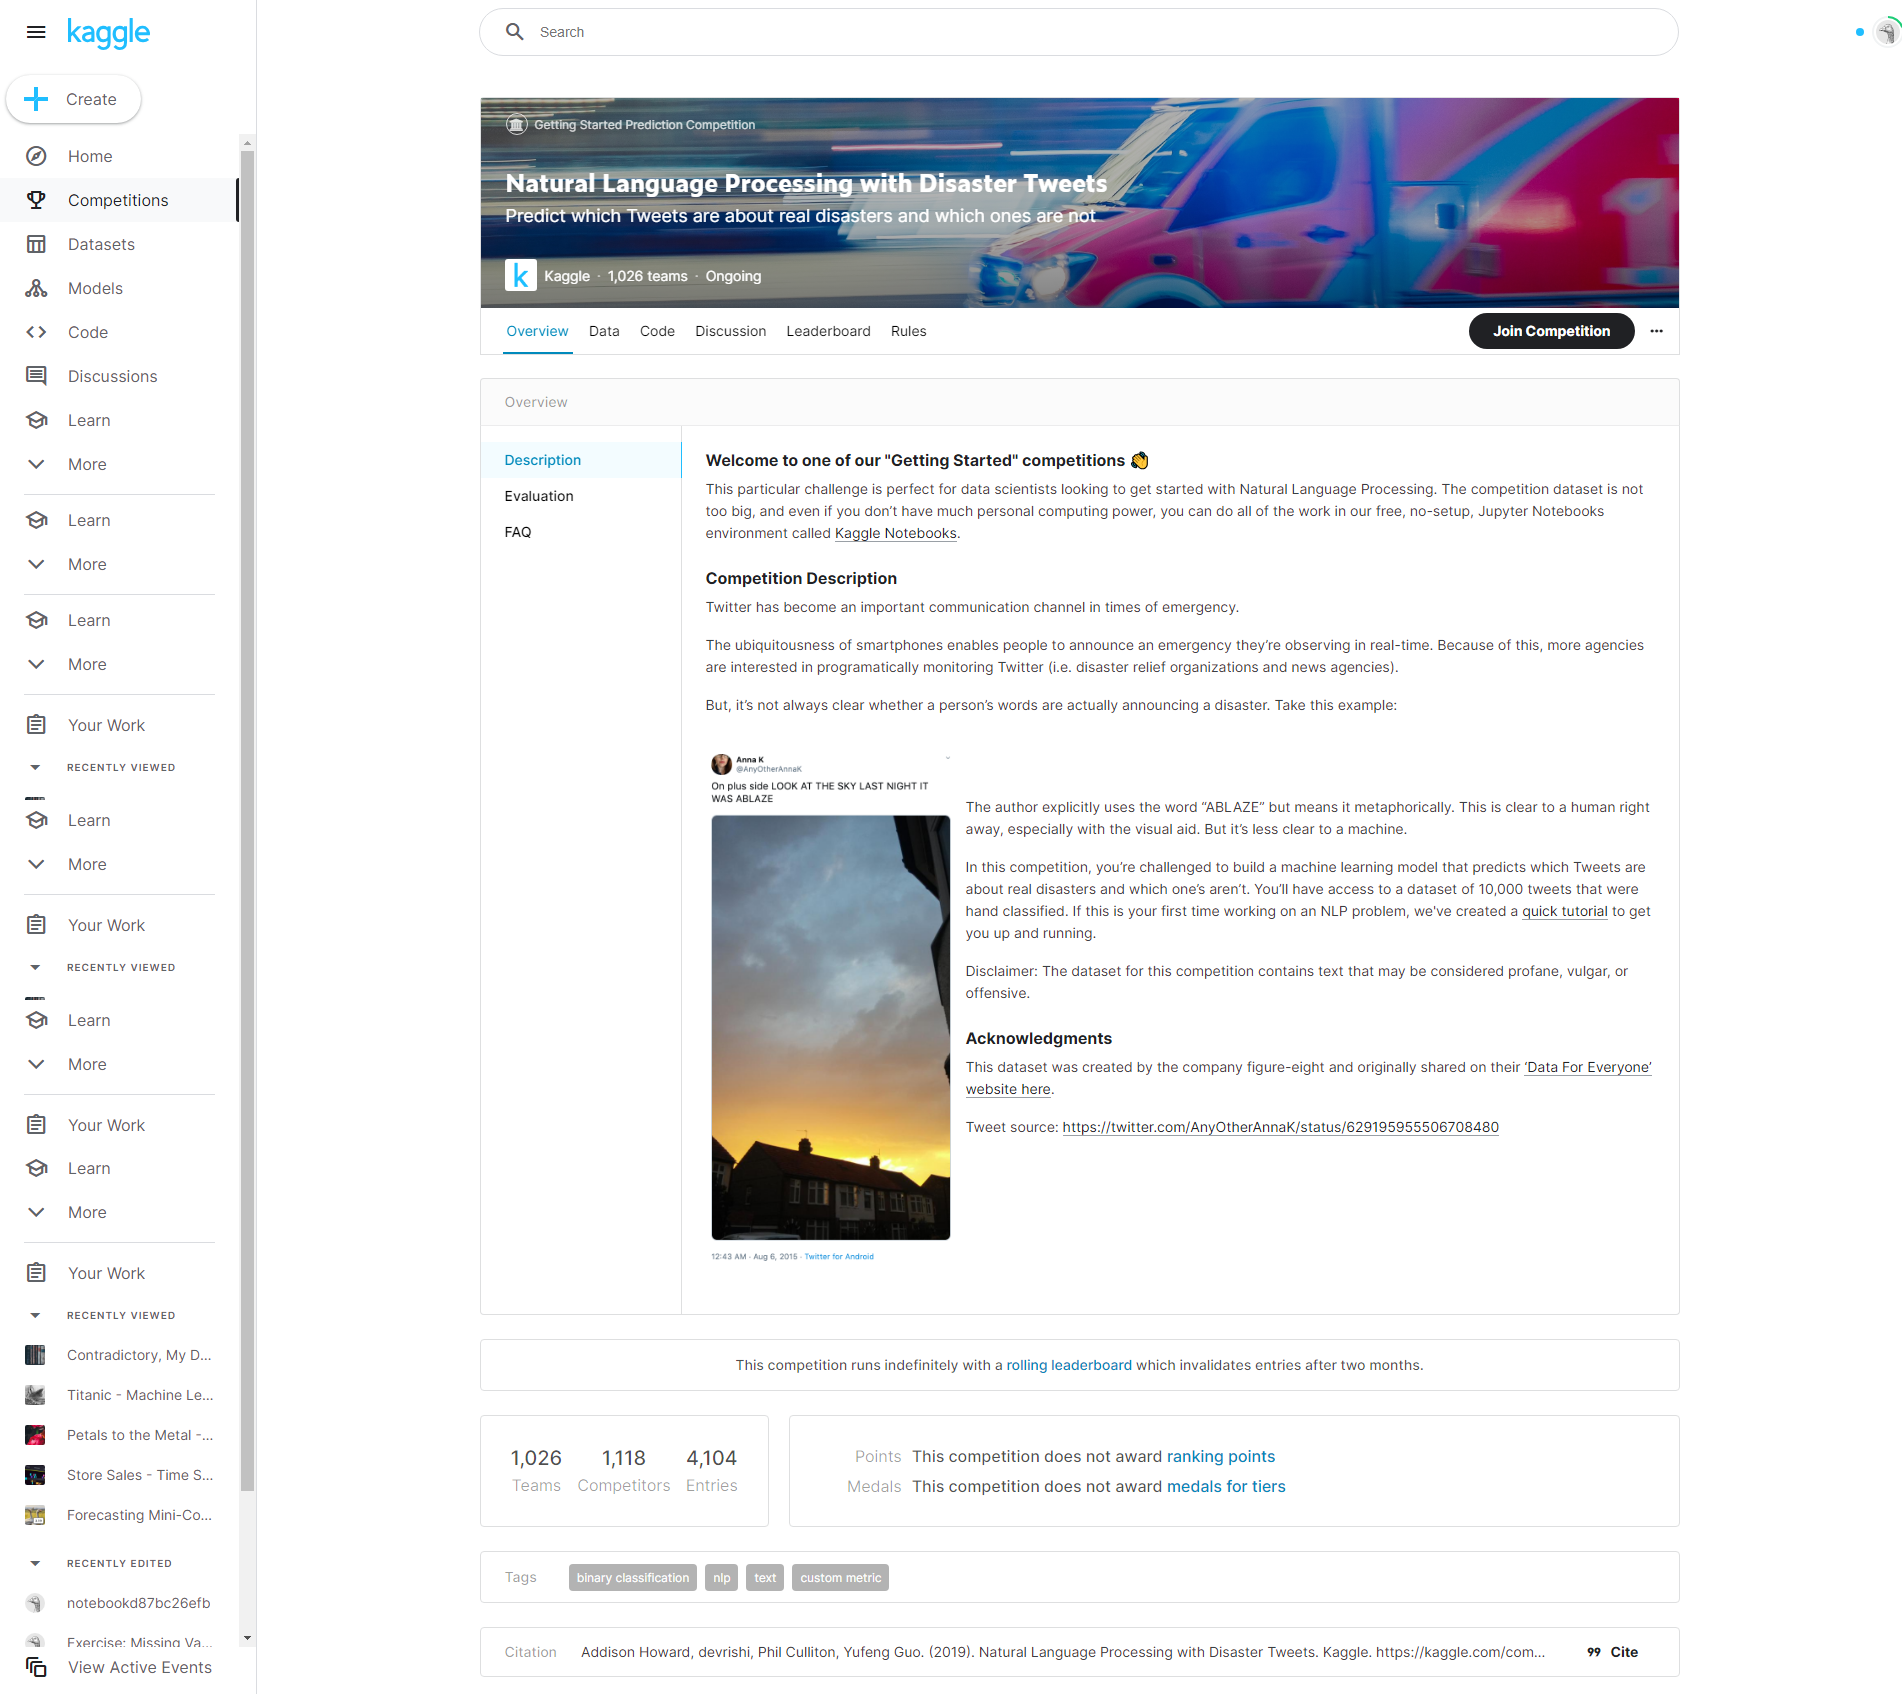 kaggle
Search
Create
Home
Competitions
Datasets
Models
Code
Discussions
Learn
More
Learn
More
Learn
More
Your Work
RECENTLY VIEWED
Learn
More
Your Work
RECENTLY VIEWED
Learn
More
Your Work
Learn
More
Your Work
RECENTLY VIEWED
Contradictory, My D...
Titanic - Machine Le...
Petals to the Metal -...
Store Sales - Time S...
Forecasting Mini-Co...
RECENTLY EDITED
notebookd87bc26efb
Exercise: Missing Va...
View Active Events
Getting Started Prediction Competition
Natural Language Processing with Disaster Tweets
Predict which Tweets are about real disasters and which ones are not
k Kaggle · 1,026 teams · Ongoing
Overview Data Code Discussion Leaderboard Rules Join Competition ...
Overview
Description
Evaluation
FAQ
Welcome to one of our "Getting Started" competitions 👏
This particular challenge is perfect for data scientists looking to get started with Natural Language Processing. The competition dataset is not
too big, and even if you don’t have much personal computing power, you can do all of the work in our free, no-setup, Jupyter Notebooks
environment called Kaggle Notebooks.
Competition Description
Twitter has become an important communication channel in times of emergency.
The ubiquitousness of smartphones enables people to announce an emergency they’re observing in real-time. Because of this, more agencies
are interested in programatically monitoring Twitter (i.e. disaster relief organizations and news agencies).
But, it’s not always clear whether a person’s words are actually announcing a disaster. Take this example:
Anna K
@AnyOtherAnnaK
On plus side LOOK AT THE SKY LAST NIGHT IT
WAS ABLAZE
12:43 AM · Aug 6, 2015 · Twitter for Android
The author explicitly uses the word “ABLAZE” but means it metaphorically. This is clear to a human right
away, especially with the visual aid. But it’s less clear to a machine.
In this competition, you’re challenged to build a machine learning model that predicts which Tweets are
about real disasters and which one’s aren’t. You’ll have access to a dataset of 10,000 tweets that were
hand classified. If this is your first time working on an NLP problem, we've created a quick tutorial to get
you up and running.
Disclaimer: The dataset for this competition contains text that may be considered profane, vulgar, or
offensive.
Acknowledgments
This dataset was created by the company figure-eight and originally shared on their ‘Data For Everyone’
website here.
Tweet source: https://twitter.com/AnyOtherAnnaK/status/629195955506708480
This competition runs indefinitely with a rolling leaderboard which invalidates entries after two months.
1,026 1,118 4,104
Teams Competitors Entries
Points This competition does not award ranking points
Medals This competition does not award medals for tiers
Tags binary classification nlp text custom metric
Citation Addison Howard, devrishi, Phil Culliton, Yufeng Guo. (2019). Natural Language Processing with Disaster Tweets. Kaggle. https://kaggle.com/com... Cite